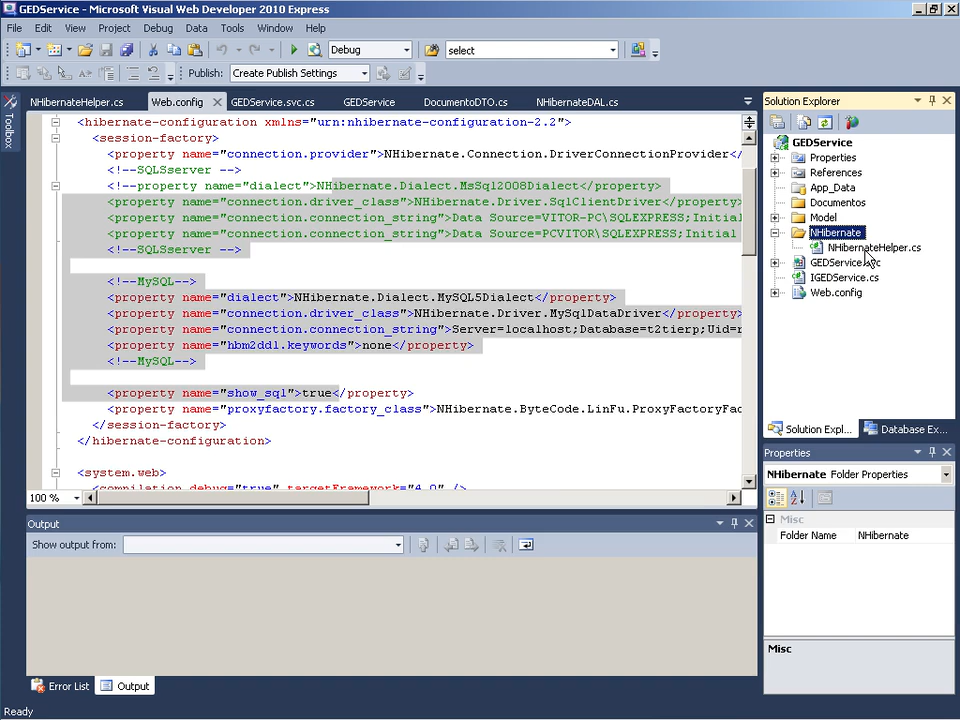 GEDService - Microsoft Visual Web Developer 2010 Express
File Edit View Project Debug Data Tools Window Help
Debug select
Publish: Create Publish Settings
Toolbox
NHibernateHelper.cs Web.config GEDService.svc.cs GEDService DocumentoDTO.cs NHibernateDAL.cs
<hibernate-configuration xmlns="urn:nhibernate-configuration-2.2">
<session-factory>
<property name="connection.provider">NHibernate.Connection.DriverConnectionProvider</
<!--SQLSserver -->
<!--property name="dialect">NHibernate.Dialect.MsSql2008Dialect</property>
<property name="connection.driver_class">NHibernate.Driver.SqlClientDriver</property>
<property name="connection.connection_string">Data Source=VITOR-PC\SQLEXPRESS;Initial
<property name="connection.connection_string">Data Source=PCVITOR\SQLEXPRESS;Initial
<!--SQLSserver -->
<!--MySQL-->
<property name="dialect">NHibernate.Dialect.MySQL5Dialect</property>
<property name="connection.driver_class">NHibernate.Driver.MySqlDataDriver</property>
<property name="connection.connection_string">Server=localhost;Database=t2tierp;Uid=r
<property name="hbm2ddl.keywords">none</property>
<!--MySQL-->
<property name="show_sql">true</property>
<property name="proxyfactory.factory_class">NHibernate.ByteCode.LinFu.ProxyFactoryFac
</session-factory>
</hibernate-configuration>
<system.web>
<compilation debug="true" targetFramework="4.0" />
100 %
Output
Show output from:
Error List Output
Ready
Solution Explorer
GEDService
Properties
References
App_Data
Documentos
Model
NHibernate
NHibernateHelper.cs
GEDService.svc
IGEDService.cs
Web.config
Solution Expl... Database Ex...
Properties
NHibernate Folder Properties
Misc
Folder Name NHibernate
Misc